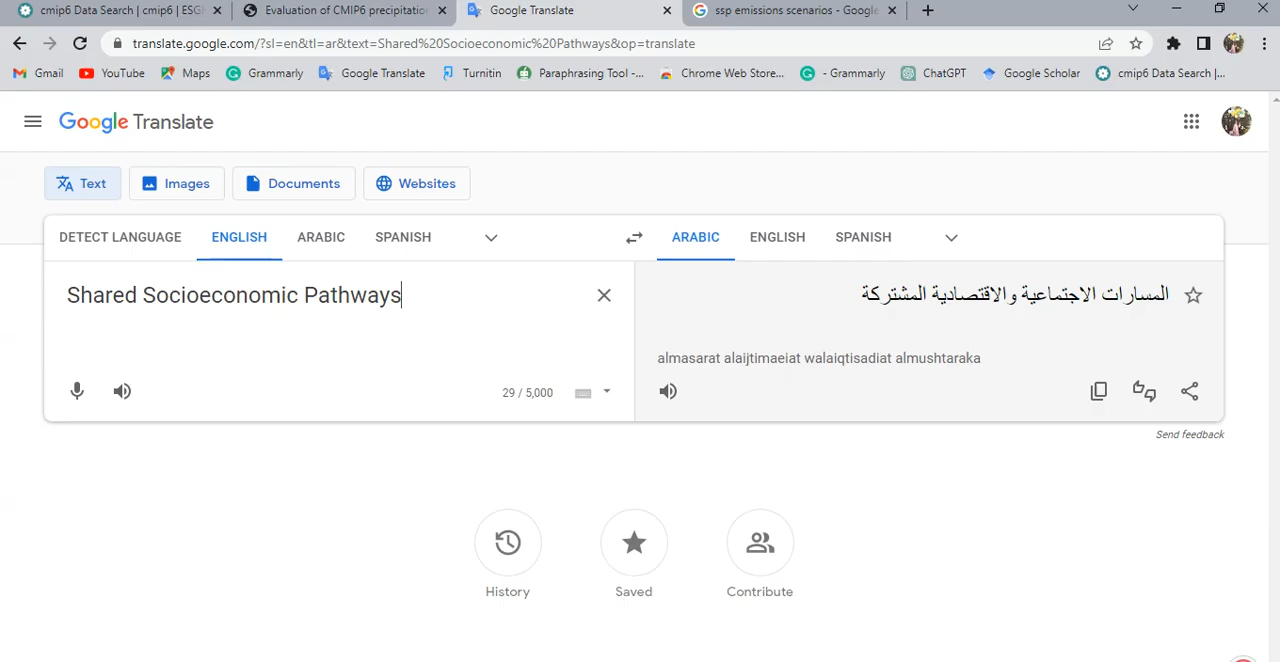 cmip6 Data Search | cmip6 | ESG
Evaluation of CMIP6 precipitatio
Google Translate
ssp emissions scenarios - Google
translate.google.com/?sl=en&tl=ar&text=Shared%20Socioeconomic%20Pathways&op=translate
Gmail
YouTube
Maps
Grammarly
Google Translate
Turnitin
Paraphrasing Tool -...
Chrome Web Store...
- Grammarly
ChatGPT
Google Scholar
cmip6 Data Search |...
Google Translate
Text
Images
Documents
Websites
DETECT LANGUAGE
ENGLISH
ARABIC
SPANISH
ARABIC
ENGLISH
SPANISH
Shared Socioeconomic Pathways
المسارات الاجتماعية والاقتصادية المشتركة
almasarat alaijtimaeiat walaiqtisadiat almushtaraka
29 / 5,000
Send feedback
History
Saved
Contribute